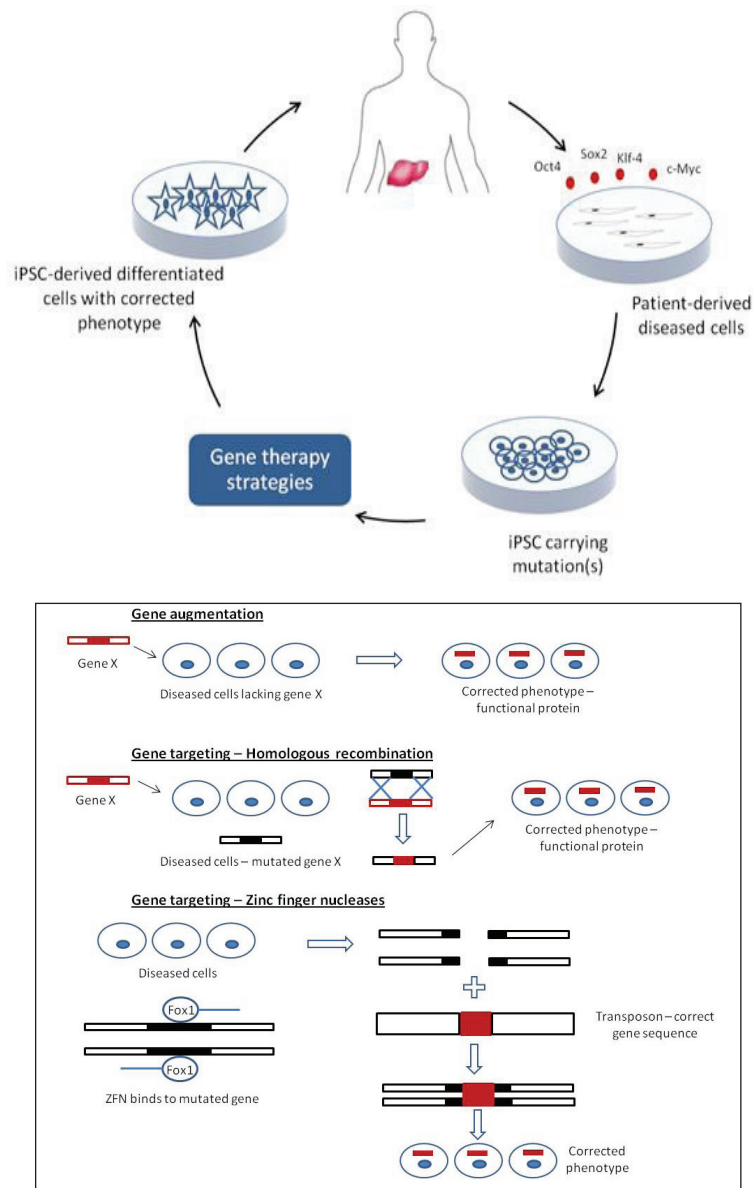 Oct4
Sox2
Klf-4
c-Myc
iPSC-derived differentiated
cells with corrected
phenotype
Patient-derived
diseased cells
Gene therapy
strategies
iPSC carrying
mutation(s)
Gene augmentation
Gene X
Diseased cells lacking gene X
Corrected phenotype –
functional protein
Gene targeting – Homologous recombination
Gene X
Diseased cells – mutated gene X
Corrected phenotype –
functional protein
Gene targeting – Zinc finger nucleases
Diseased cells
Fox1
Fox1
ZFN binds to mutated gene
Transposon – correct
gene sequence
Corrected
phenotype